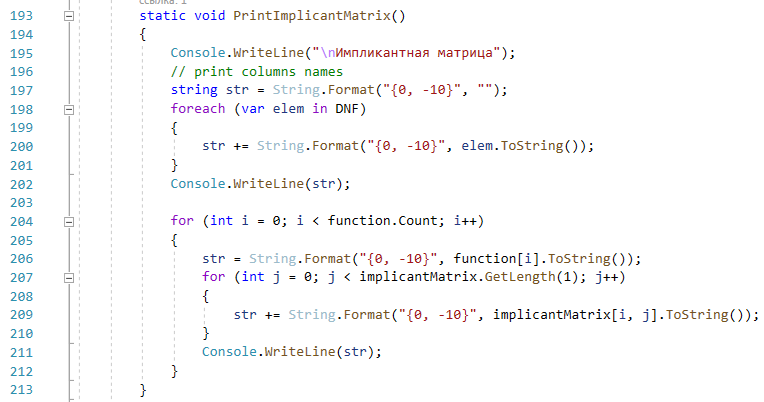 ссылка: 1
193 static void PrintImplicantMatrix()
194 {
195 Console.WriteLine("\nИмпликантная матрица");
196 // print columns names
197 string str = String.Format("{0, -10}", "");
198 foreach (var elem in DNF)
199 {
200 str += String.Format("{0, -10}", elem.ToString());
201 }
202 Console.WriteLine(str);
203
204 for (int i = 0; i < function.Count; i++)
205 {
206 str = String.Format("{0, -10}", function[i].ToString());
207 for (int j = 0; j < implicantMatrix.GetLength(1); j++)
208 {
209 str += String.Format("{0, -10}", implicantMatrix[i, j].ToString());
210 }
211 Console.WriteLine(str);
212 }
213 }